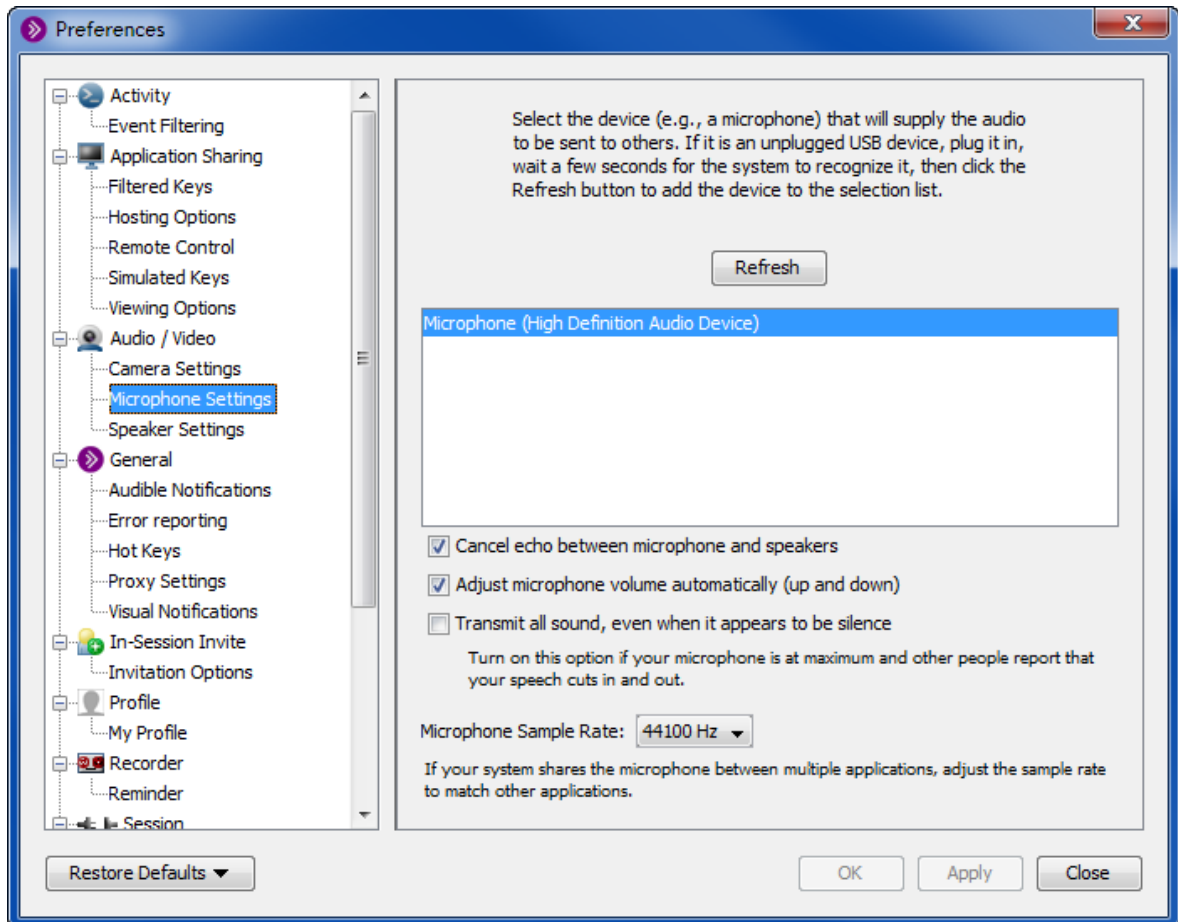 Preferences
Activity
Event Filtering
Application Sharing
Filtered Keys
Hosting Options
Remote Control
Simulated Keys
Viewing Options
Audio / Video
Camera Settings
Microphone Settings
Speaker Settings
General
Audible Notifications
Error reporting
Hot Keys
Proxy Settings
Visual Notifications
In-Session Invite
Invitation Options
Profile
My Profile
Recorder
Reminder
Session
Select the device (e.g., a microphone) that will supply the audio
to be sent to others. If it is an unplugged USB device, plug it in,
wait a few seconds for the system to recognize it, then click the
Refresh button to add the device to the selection list.
Refresh
Microphone (High Definition Audio Device)
Cancel echo between microphone and speakers
Adjust microphone volume automatically (up and down)
Transmit all sound, even when it appears to be silence
Turn on this option if your microphone is at maximum and other people report that
your speech cuts in and out.
Microphone Sample Rate: 44100 Hz
If your system shares the microphone between multiple applications, adjust the sample rate
to match other applications.
Restore Defaults
OK
Apply
Close